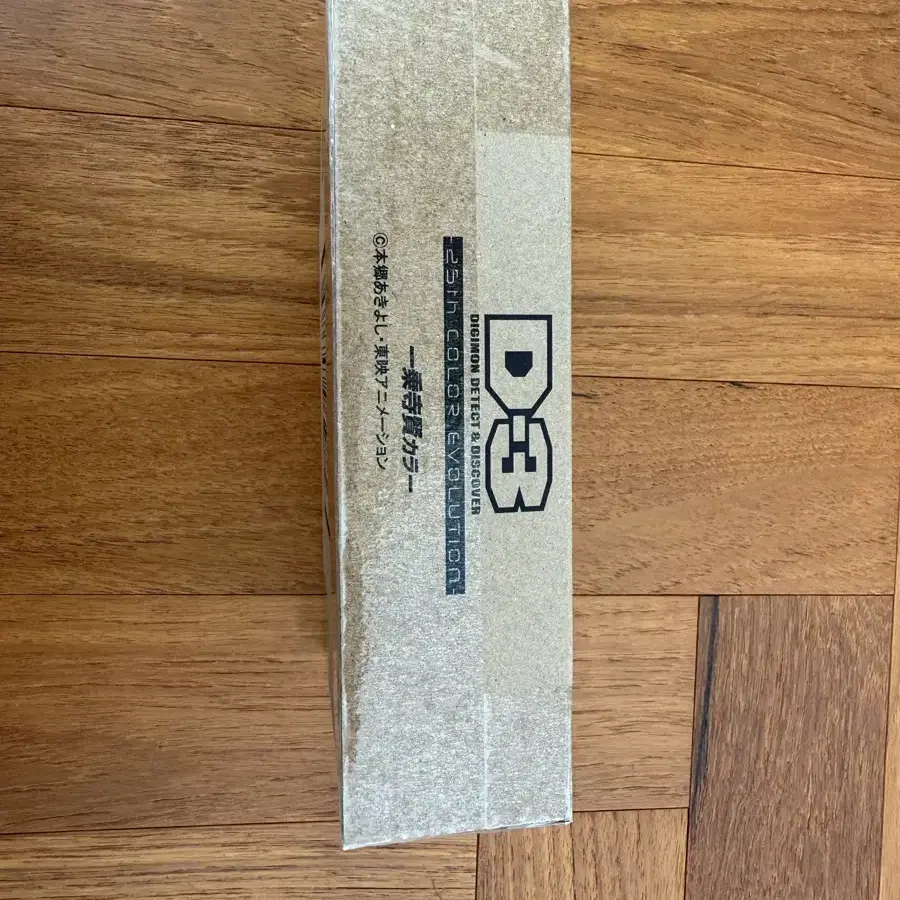 D-3
DIGIMON DETECT & DISCOVER
-25th COLOR EVOLUTION-
一乗寺賢カラー
©本郷あきよし・東映アニメーション